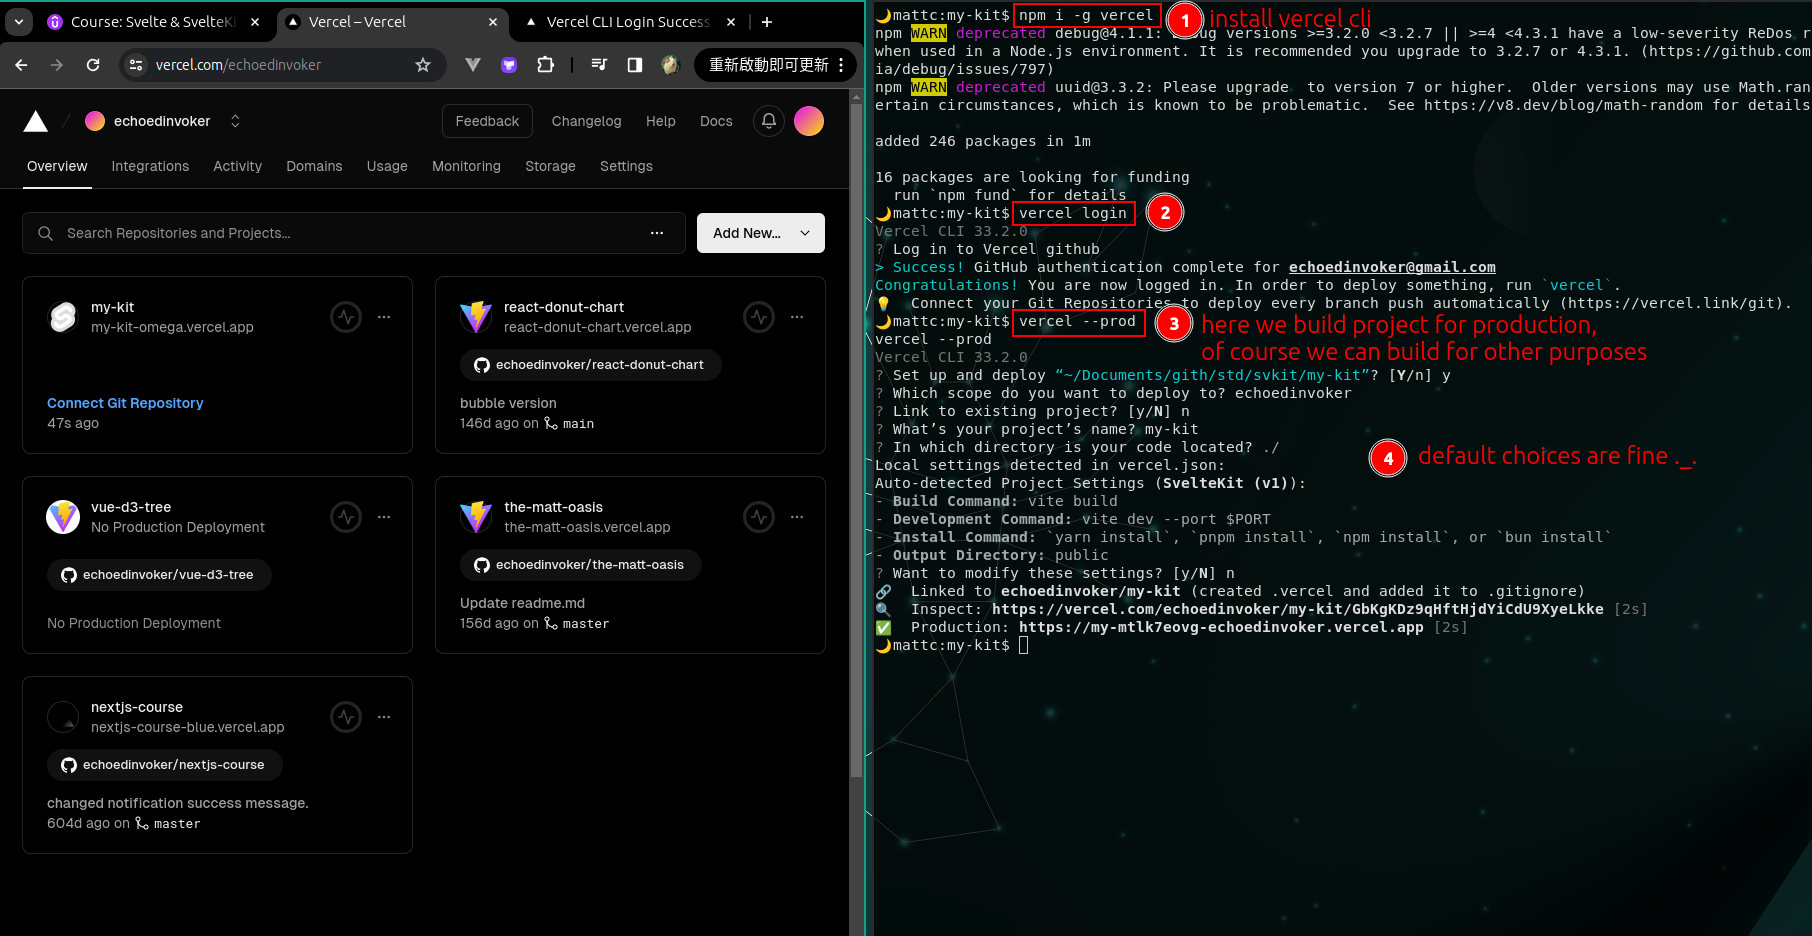 Course: Svelte & SvelteKi
Vercel – Vercel
Vercel CLI Login Success
vercel.com/echoedinvoker
重新啟動即可更新
echoedinvoker
Feedback
Changelog
Help
Docs
Overview
Integrations
Activity
Domains
Usage
Monitoring
Storage
Settings
Search Repositories and Projects...
Add New...
my-kit
my-kit-omega.vercel.app
Connect Git Repository
47s ago
react-donut-chart
react-donut-chart.vercel.app
echoedinvoker/react-donut-chart
bubble version
146d ago on main
vue-d3-tree
No Production Deployment
echoedinvoker/vue-d3-tree
No Production Deployment
the-matt-oasis
the-matt-oasis.vercel.app
echoedinvoker/the-matt-oasis
Update readme.md
156d ago on master
nextjs-course
nextjs-course-blue.vercel.app
echoedinvoker/nextjs-course
changed notification success message.
604d ago on master
mattc:my-kit$ npm i -g vercel 1 install vercel cli
npm WARN deprecated debug@4.1.1: Debug versions >=3.2.0 <3.2.7 || >=4 <4.3.1 have a low-severity ReDos r
when used in a Node.js environment. It is recommended you upgrade to 3.2.7 or 4.3.1. (https://github.com
ia/debug/issues/797)
npm WARN deprecated uuid@3.3.2: Please upgrade  to version 7 or higher.  Older versions may use Math.ran
ertain circumstances, which is known to be problematic.  See https://v8.dev/blog/math-random for details
added 246 packages in 1m
16 packages are looking for funding
run `npm fund` for details
mattc:my-kit$ vercel login 2
Vercel CLI 33.2.0
? Log in to Vercel github
> Success! GitHub authentication complete for echoedinvoker@gmail.com
Congratulations! You are now logged in. In order to deploy something, run `vercel`.
💡 Connect your Git Repositories to deploy every branch push automatically (https://vercel.link/git).
mattc:my-kit$ vercel --prod 3 here we build project for production,
of course we can build for other purposes
vercel --prod
Vercel CLI 33.2.0
? Set up and deploy “~/Documents/gith/std/svkit/my-kit”? [Y/n] y
? Which scope do you want to deploy to? echoedinvoker
? Link to existing project? [y/N] n
? What’s your project’s name? my-kit
? In which directory is your code located? ./
4 default choices are fine ._.
Local settings detected in vercel.json:
Auto-detected Project Settings (SvelteKit (v1)):
- Build Command: vite build
- Development Command: vite dev --port $PORT
- Install Command: `yarn install`, `pnpm install`, `npm install`, or `bun install`
- Output Directory: public
? Want to modify these settings? [y/N] n
🔗 Linked to echoedinvoker/my-kit (created .vercel and added it to .gitignore)
🔍 Inspect: https://vercel.com/echoedinvoker/my-kit/GbKgKDz9qHftHjdYiCdU9XyeLkke [2s]
✅ Production: https://my-mtlk7eovg-echoedinvoker.vercel.app [2s]
mattc:my-kit$